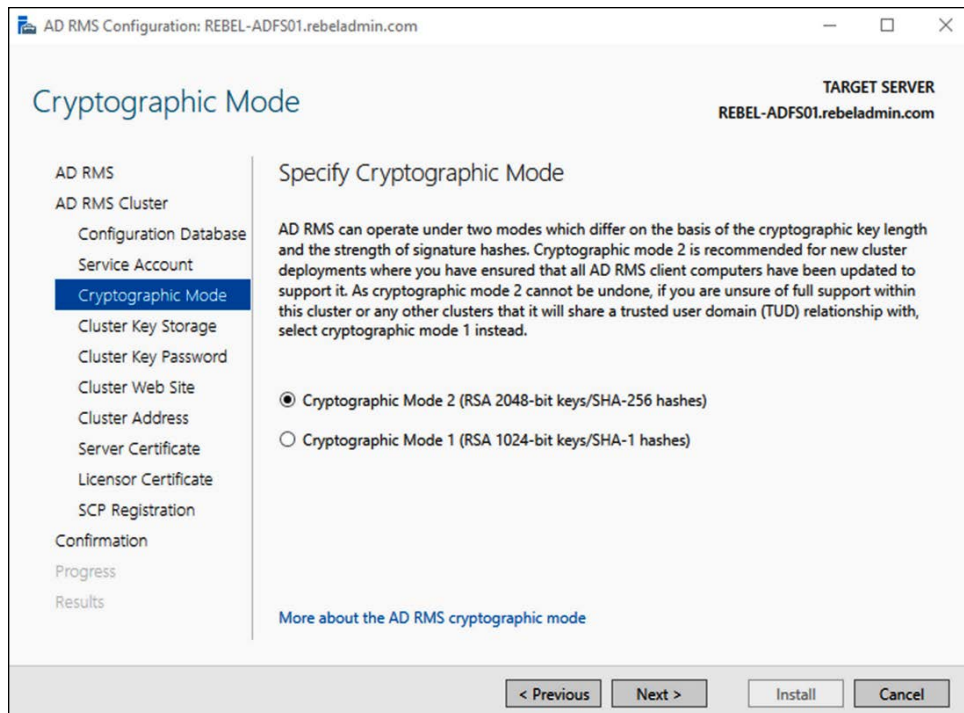 AD RMS Configuration: REBEL-ADFS01.rebeladmin.com
Cryptographic Mode
TARGET SERVER
REBEL-ADFS01.rebeladmin.com
AD RMS
AD RMS Cluster
Configuration Database
Service Account
Cryptographic Mode
Cluster Key Storage
Cluster Key Password
Cluster Web Site
Cluster Address
Server Certificate
Licensor Certificate
SCP Registration
Confirmation
Progress
Results
Specify Cryptographic Mode
AD RMS can operate under two modes which differ on the basis of the cryptographic key length
and the strength of signature hashes. Cryptographic mode 2 is recommended for new cluster
deployments where you have ensured that all AD RMS client computers have been updated to
support it. As cryptographic mode 2 cannot be undone, if you are unsure of full support within
this cluster or any other clusters that it will share a trusted user domain (TUD) relationship with,
select cryptographic mode 1 instead.
Cryptographic Mode 2 (RSA 2048-bit keys/SHA-256 hashes)
Cryptographic Mode 1 (RSA 1024-bit keys/SHA-1 hashes)
More about the AD RMS cryptographic mode
< Previous
Next >
Install
Cancel